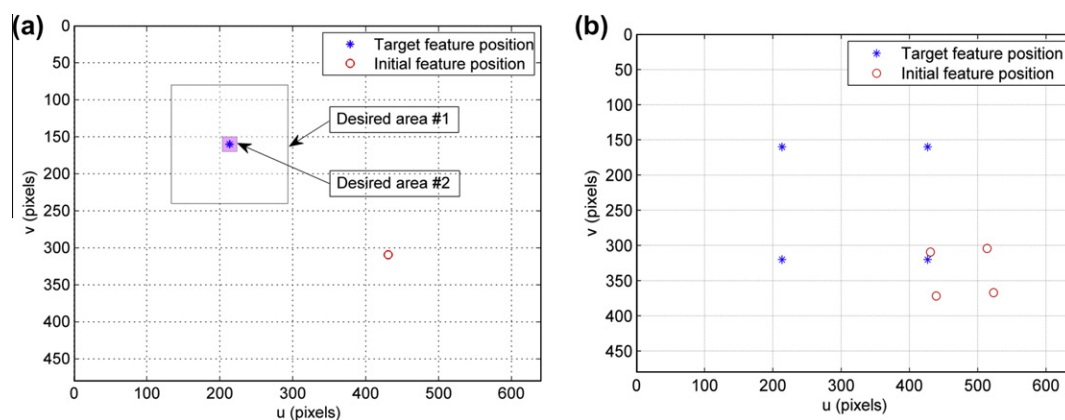 (a)
0
50
100
150
200
250
300
350
400
450
v (pixels)
Target feature position
Initial feature position
Desired area #1
Desired area #2
0 100 200 300 400 500 600
u (pixels)
(b)
0
50
100
150
200
250
300
350
400
450
v (pixels)
Target feature position
Initial feature position
0 100 200 300 400 500 600
u (pixels)